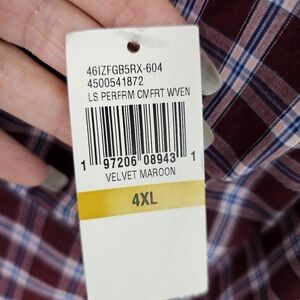 46IZFGB5RX-604
4500541872
LS PERFRM CMFRT WVEN
1 97206 08943 1
VELVET MAROON
4XL